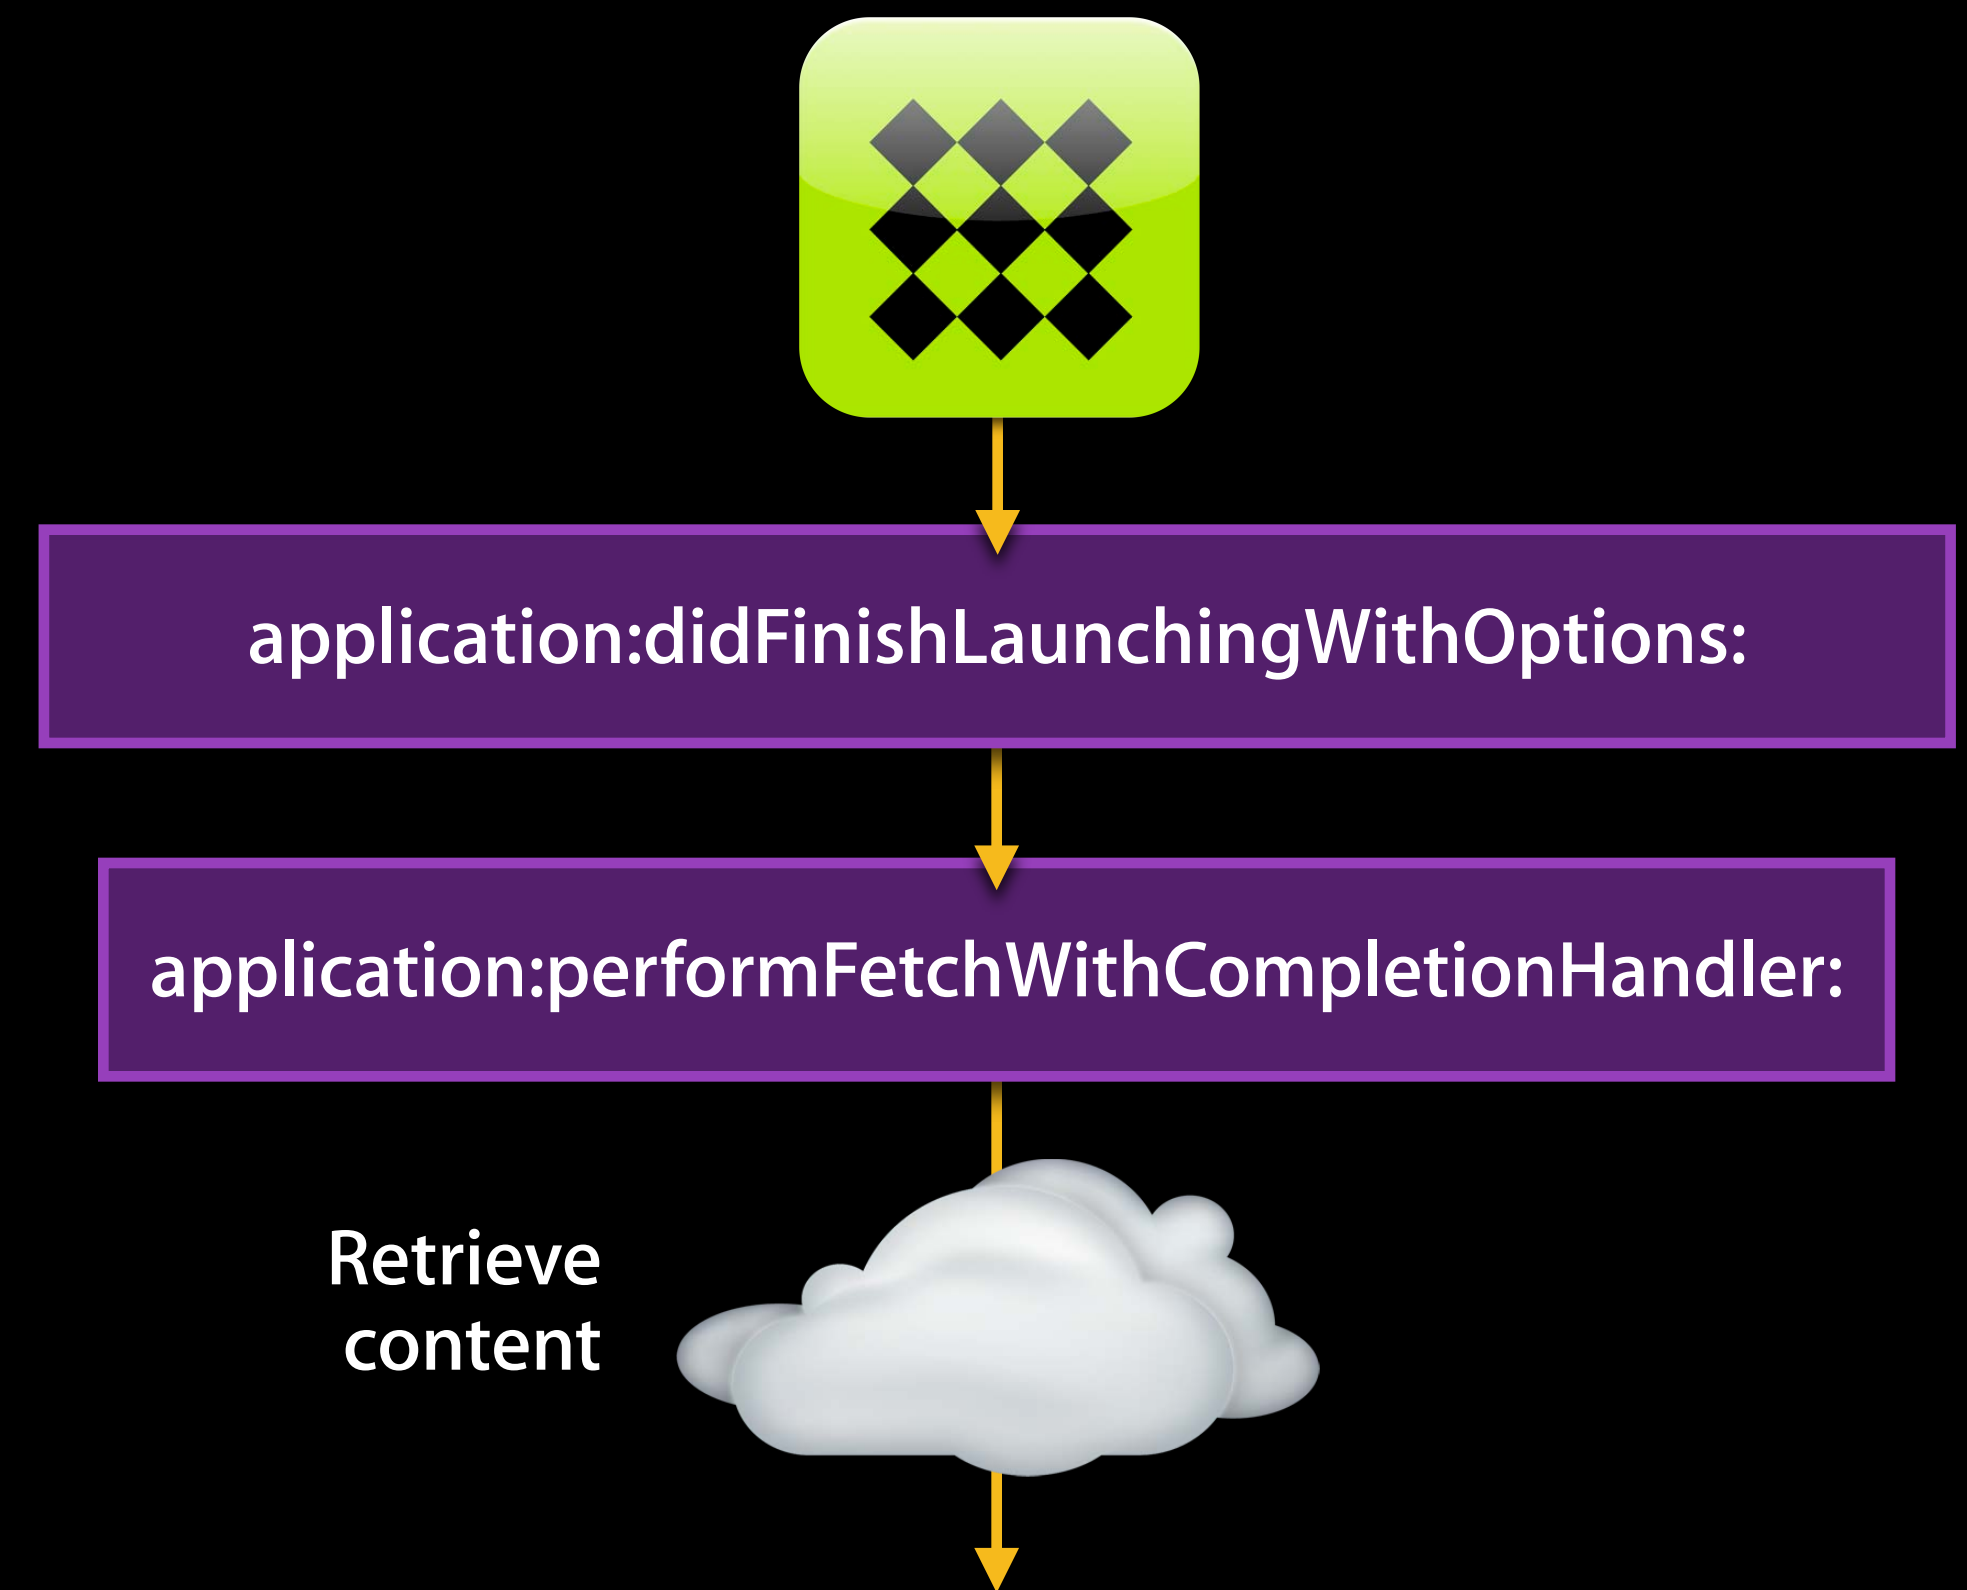 application:didFinishLaunchingWithOptions:
application:performFetchWithCompletionHandler:
Retrieve
content